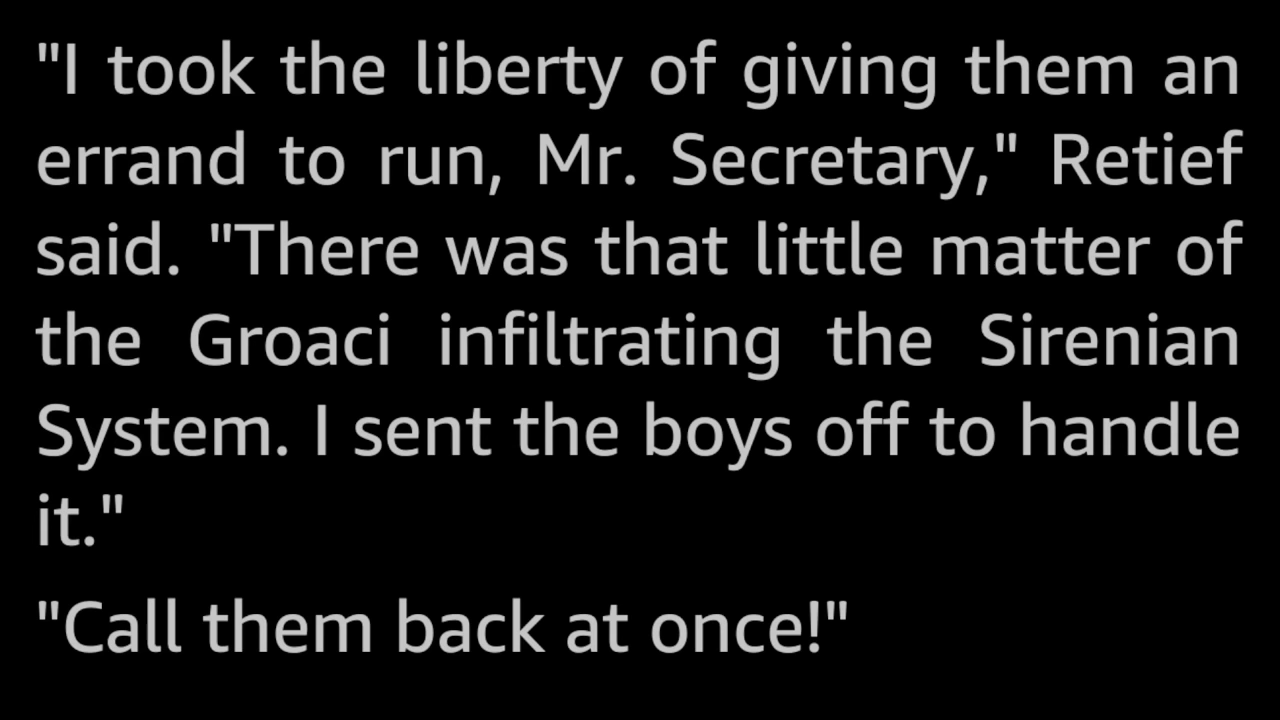 "I took the liberty of giving them an
errand to run, Mr. Secretary," Retief
said. "There was that little matter of
the Groaci infiltrating the Sirenian
System. I sent the boys off to handle
it."
"Call them back at once!"